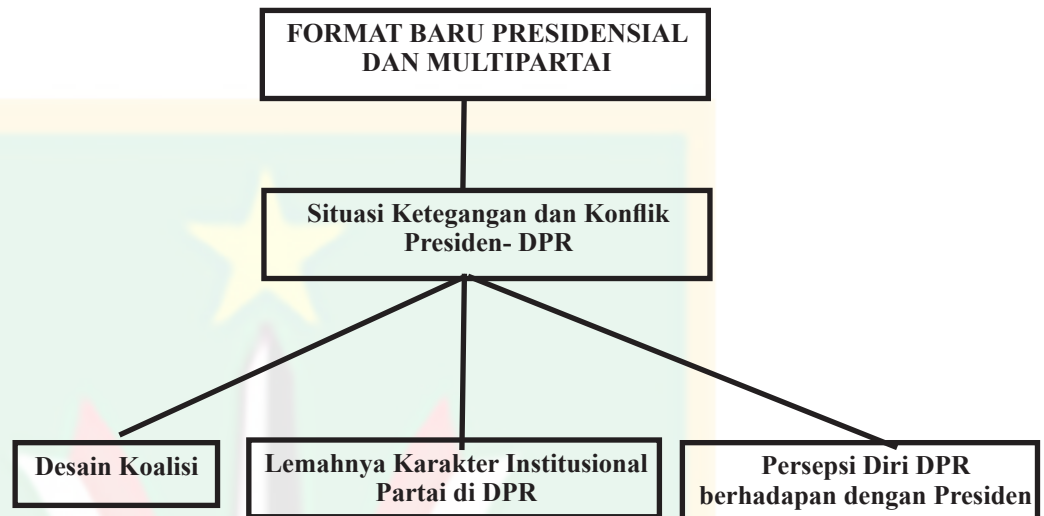 FORMAT BARU PRESIDENSIAL
DAN MULTIPARTAI
Situasi Ketegangan dan Konflik
Presiden- DPR
Desain Koalisi
Lemahnya Karakter Institusional
Partai di DPR
Persepsi Diri DPR
berhadapan dengan Presiden